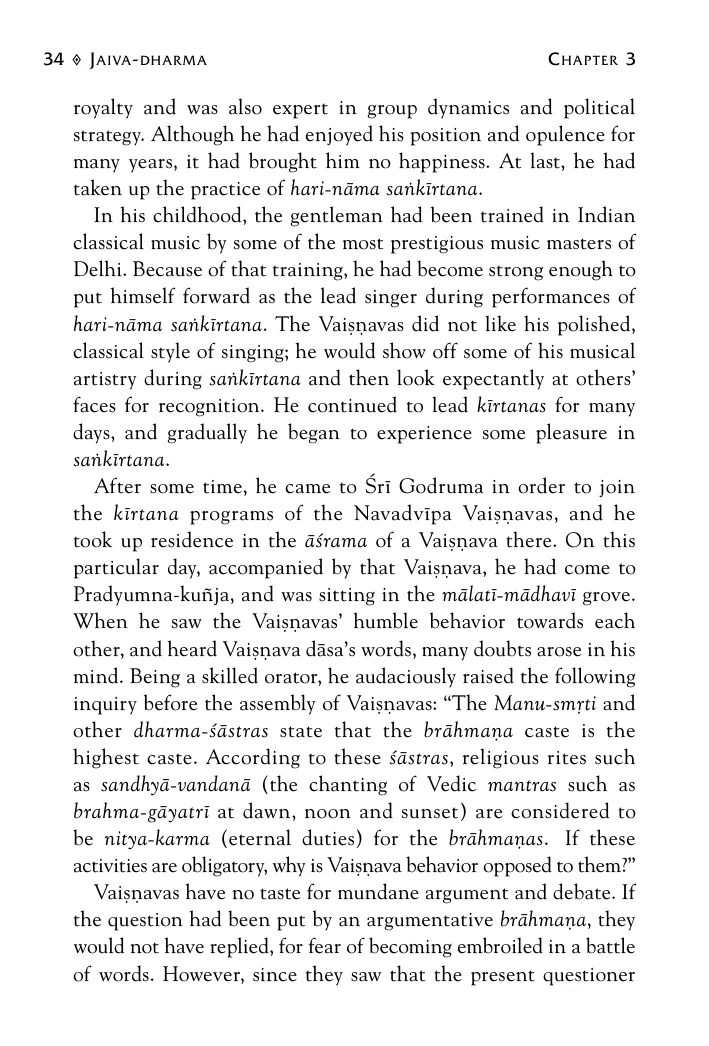 34 ◊ Jaiva-dharma Chapter 3
royalty and was also expert in group dynamics and political
strategy. Although he had enjoyed his position and opulence for
many years, it had brought him no happiness. At last, he had
taken up the practice of hari-nāma saṅkīrtana.
In his childhood, the gentleman had been trained in Indian
classical music by some of the most prestigious music masters of
Delhi. Because of that training, he had become strong enough to
put himself forward as the lead singer during performances of
hari-nāma saṅkīrtana. The Vaiṣṇavas did not like his polished,
classical style of singing; he would show off some of his musical
artistry during saṅkīrtana and then look expectantly at others’
faces for recognition. He continued to lead kīrtanas for many
days, and gradually he began to experience some pleasure in
saṅkīrtana.
After some time, he came to Śrī Godruma in order to join
the kīrtana programs of the Navadvīpa Vaiṣṇavas, and he
took up residence in the āśrama of a Vaiṣṇava there. On this
particular day, accompanied by that Vaiṣṇava, he had come to
Pradyumna-kuñja, and was sitting in the mālatī-mādhavī grove.
When he saw the Vaiṣṇavas’ humble behavior towards each
other, and heard Vaiṣṇava dāsa’s words, many doubts arose in his
mind. Being a skilled orator, he audaciously raised the following
inquiry before the assembly of Vaiṣṇavas: “The Manu-smṛti and
other dharma-śāstras state that the brāhmaṇa caste is the
highest caste. According to these śāstras, religious rites such
as sandhyā-vandanā (the chanting of Vedic mantras such as
brahma-gāyatrī at dawn, noon and sunset) are considered to
be nitya-karma (eternal duties) for the brāhmaṇas. If these
activities are obligatory, why is Vaiṣṇava behavior opposed to them?”
Vaiṣṇavas have no taste for mundane argument and debate. If
the question had been put by an argumentative brāhmaṇa, they
would not have replied, for fear of becoming embroiled in a battle
of words. However, since they saw that the present questioner